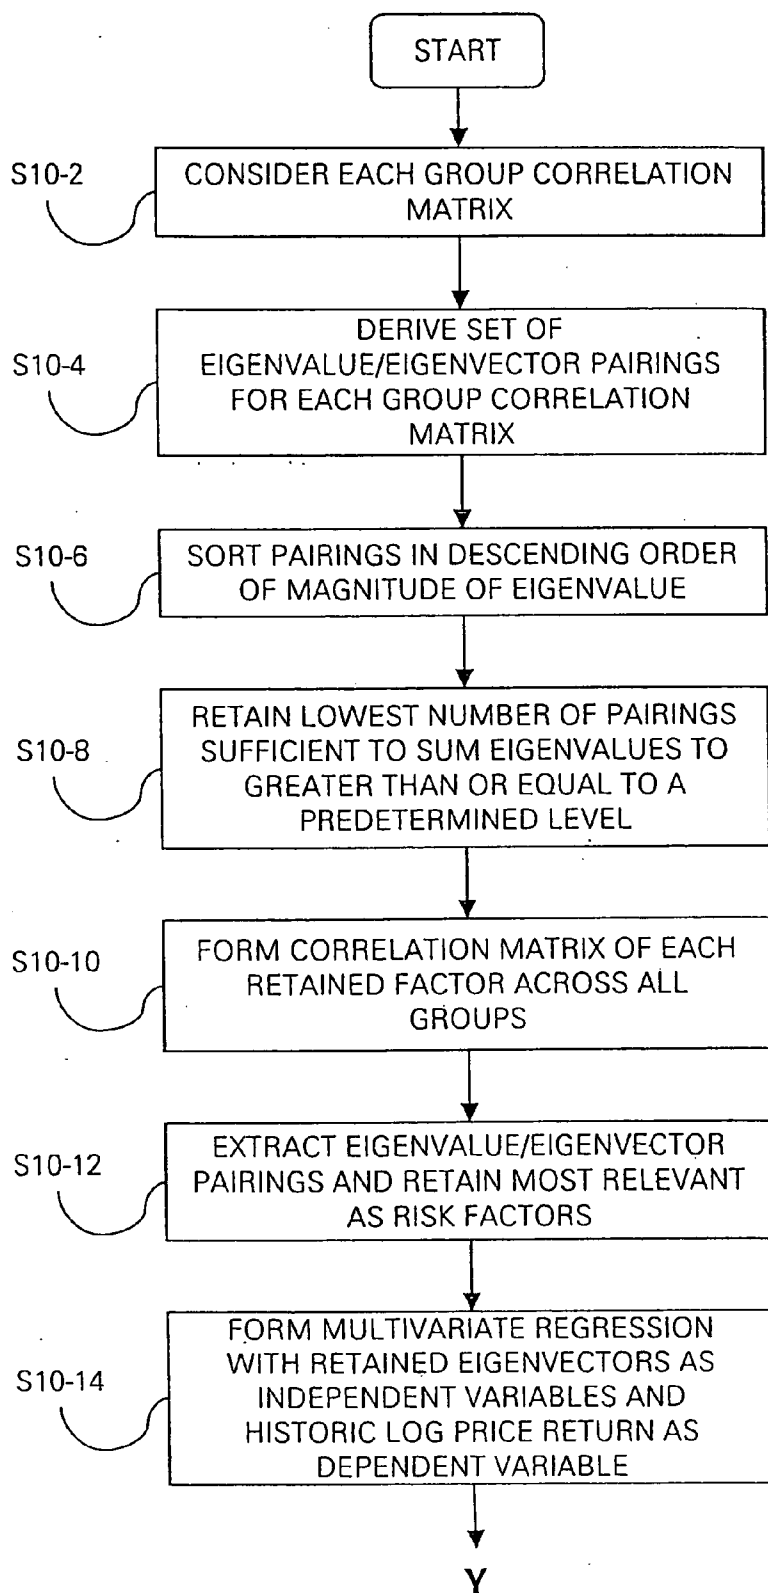 START
S10-2
CONSIDER EACH GROUP CORRELATION
MATRIX
S10-4
DERIVE SET OF
EIGENVALUE/EIGENVECTOR PAIRINGS
FOR EACH GROUP CORRELATION
MATRIX
S10-6
SORT PAIRINGS IN DESCENDING ORDER
OF MAGNITUDE OF EIGENVALUE
S10-8
RETAIN LOWEST NUMBER OF PAIRINGS
SUFFICIENT TO SUM EIGENVALUES TO
GREATER THAN OR EQUAL TO A
PREDETERMINED LEVEL
S10-10
FORM CORRELATION MATRIX OF EACH
RETAINED FACTOR ACROSS ALL
GROUPS
S10-12
EXTRACT EIGENVALUE/EIGENVECTOR
PAIRINGS AND RETAIN MOST RELEVANT
AS RISK FACTORS
S10-14
FORM MULTIVARIATE REGRESSION
WITH RETAINED EIGENVECTORS AS
INDEPENDENT VARIABLES AND
HISTORIC LOG PRICE RETURN AS
DEPENDENT VARIABLE
Y